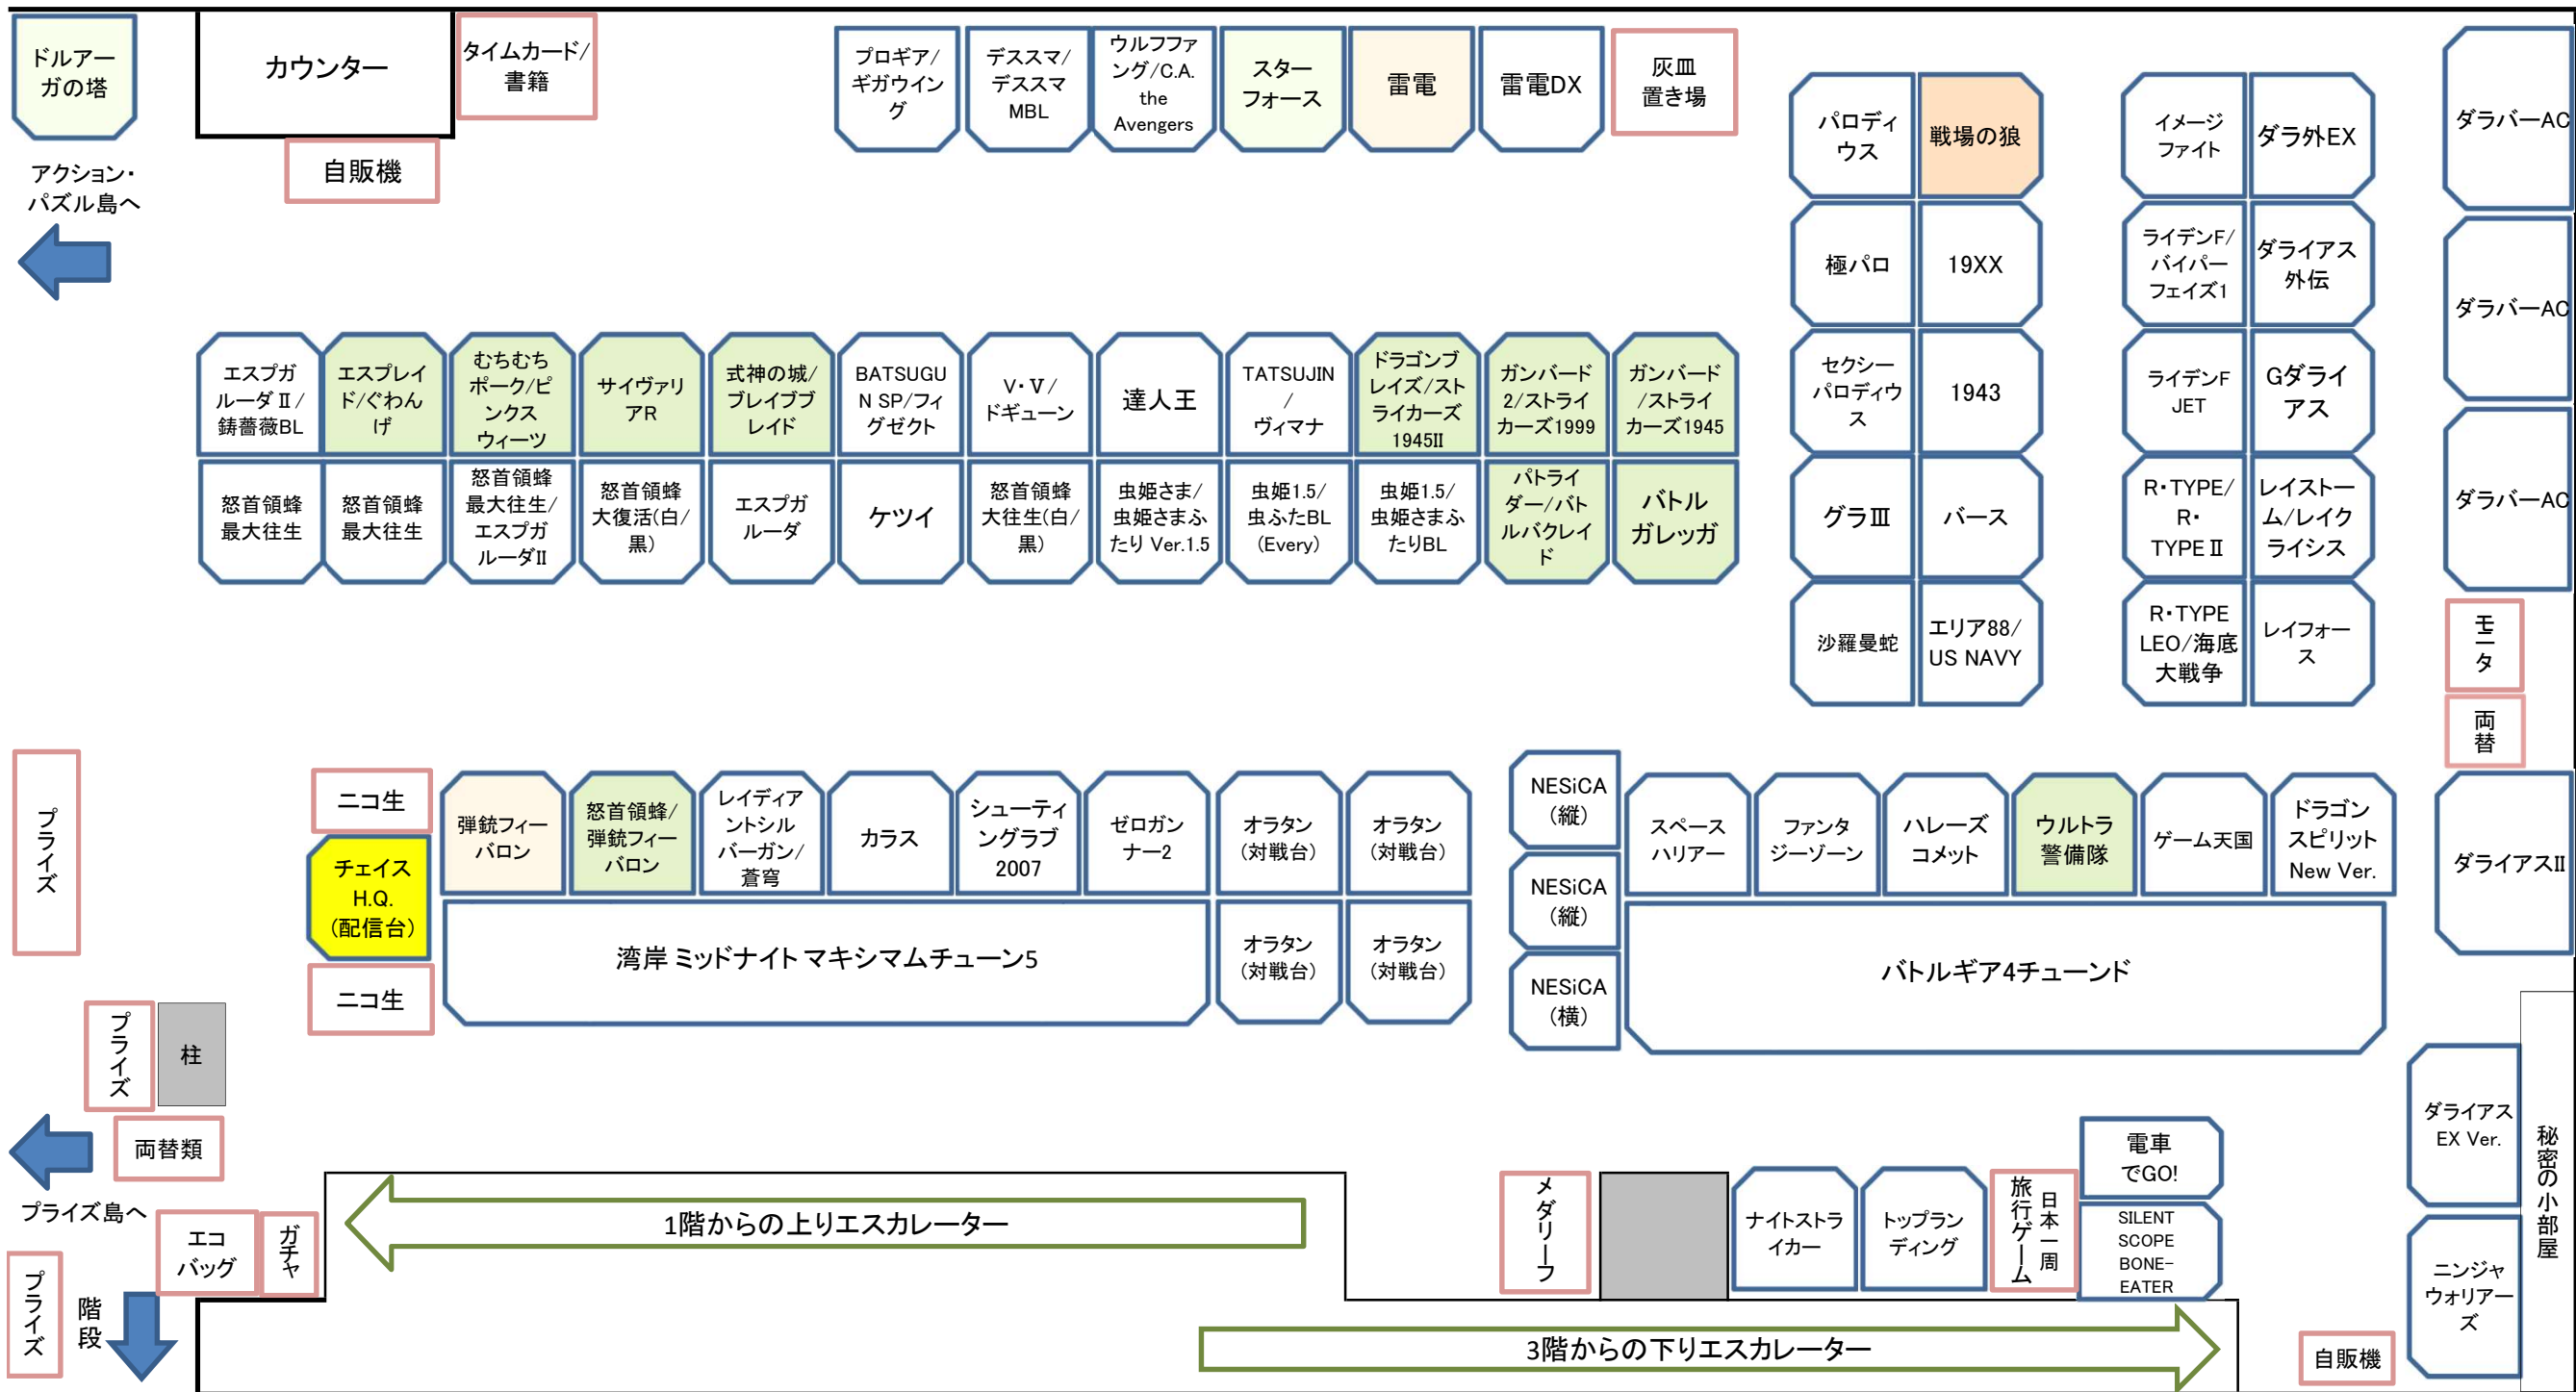 ドルアー
ガの塔
カウンター
タイムカード/
書籍
自販機
プロギア/
ギガウイン
グ
デススマ/
デススマ
MBL
ウルフファ
ング/C.A.
the
Avengers
スター
フォース
雷電
雷電DX
灰皿
置き場
パロディ
ウス
戦場の狼
イメージ
ファイト
ダラ外EX
ダラバーAC
アクション・
パズル島へ
極パロ
19XX
ライデンF/
バイパー
フェイズ1
ダライアス
外伝
ダラバーAC
エスプガ
ルーダⅡ/
鋳薔薇BL
エスプレイ
ド/ぐわん
げ
むちむち
ポーク/ピ
ンクス
ウィーツ
サイヴァリ
アR
式神の城/
ブレイブブ
レイド
BATSUGU
N SP/フィ
グゼクト
V・V/
ドギューン
達人王
TATSUJIN
/
ヴィマナ
ドラゴンブ
レイズ/スト
ライカーズ
1945II
ガンバード
2/ストライ
カーズ1999
ガンバード
/ストライ
カーズ1945
セクシー
パロディウ
ス
1943
ライデンF
JET
Gダライ
アス
ダラバーAC
怒首領蜂
最大往生
怒首領蜂
最大往生
怒首領蜂
最大往生/
エスプガ
ルーダII
怒首領蜂
大復活(白/
黒)
エスプガ
ルーダ
ケツイ
怒首領蜂
大往生(白/
黒)
虫姫さま/
虫姫さまふ
たり Ver.1.5
虫姫1.5/
虫ふたBL
(Every)
虫姫1.5/
虫姫さまふ
たりBL
パトライ
ダー/バト
ルバクレイ
ド
バトル
ガレッガ
グラⅢ
バース
R・TYPE/
R・
TYPEⅡ
レイストー
ム/レイク
ライシス
沙羅曼蛇
エリア88/
US NAVY
R・TYPE
LEO/海底
大戦争
レイフォー
ス
モニタ
両替
プライズ
ニコ生
チェイス
H.Q.
(配信台)
ニコ生
弾銃フィー
バロン
怒首領蜂/
弾銃フィー
バロン
レイディア
ントシル
バーガン/
蒼穹
カラス
シューティ
ングラブ
2007
ゼロガン
ナー2
オラタン
(対戦台)
オラタン
(対戦台)
湾岸 ミッドナイト マキシマムチューン5
オラタン
(対戦台)
オラタン
(対戦台)
NESiCA
(縦)
NESiCA
(縦)
NESiCA
(横)
スペース
ハリアー
ファンタ
ジーゾーン
ハレーズ
コメット
ウルトラ
警備隊
ゲーム天国
ドラゴン
スピリット
New Ver.
ダライアスII
バトルギア4チューンド
プライズ
柱
両替類
プライズ島へ
エコ
バッグ
ガチャ
プライズ
階段
1階からの上りエスカレーター
3階からの下りエスカレーター
メダリーフ
ナイトストラ
イカー
トップラン
ディング
日本一周
旅行ゲーム
電車
でGO!
SILENT
SCOPE
BONE-
EATER
自販機
ダライアス
EX Ver.
ニンジャ
ウォリアー
ズ
秘密の小部屋